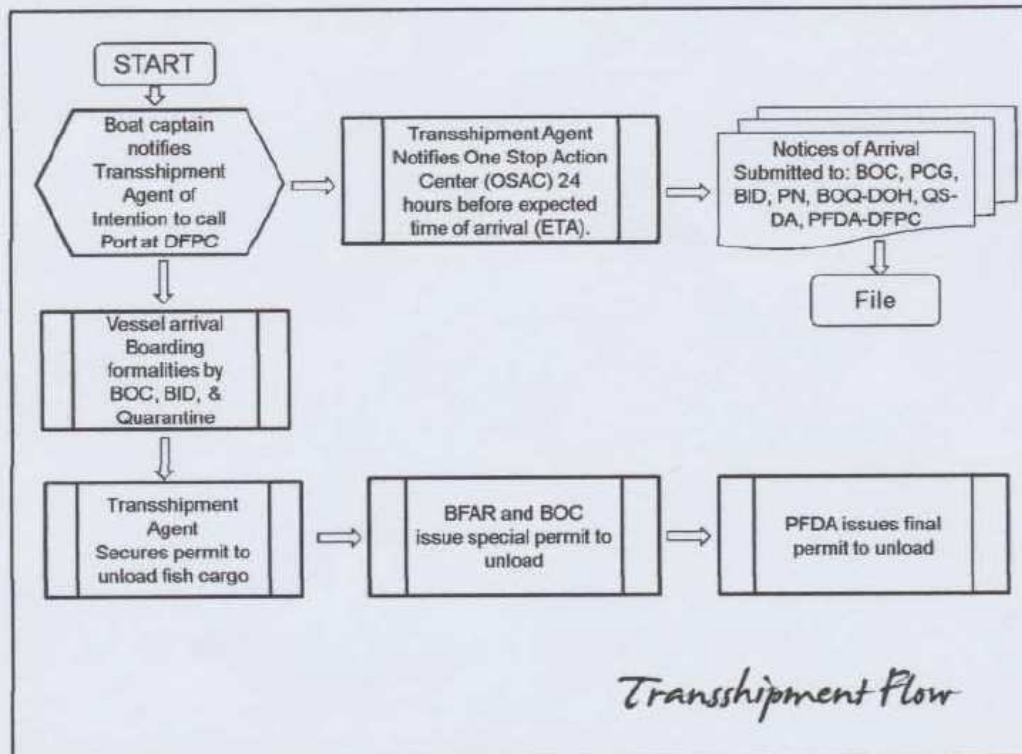 START
Boat captain
notifies
Transshipment
Agent of
Intention to call
Port at DFPC
Transshipment Agent
Notifies One Stop Action
Center (OSAC) 24
hours before expected
time of arrival (ETA).
Notices of Arrival
Submitted to: BOC, PCG,
BID, PN, BOQ-DOH, QS-
DA, PFDA-DFPC
File
Vessel arrival
Boarding
formalities by
BOC, BID, &
Quarantine
Transshipment
Agent
Secures permit to
unload fish cargo
BFAR and BOC
issue special permit to
unload
PFDA issues final
permit to unload
Transshipment Flow